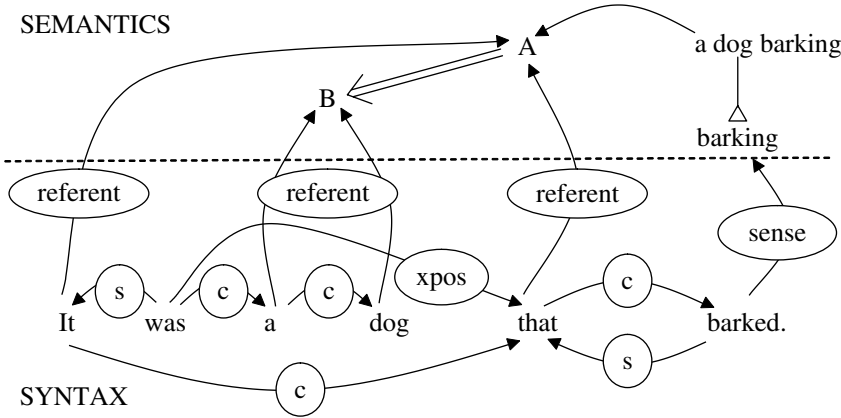 SEMANTICS
A
a dog barking
B
barking
referent
referent
referent
sense
xpos
s
c
c
c
It was a dog that barked.
s
c
SYNTAX